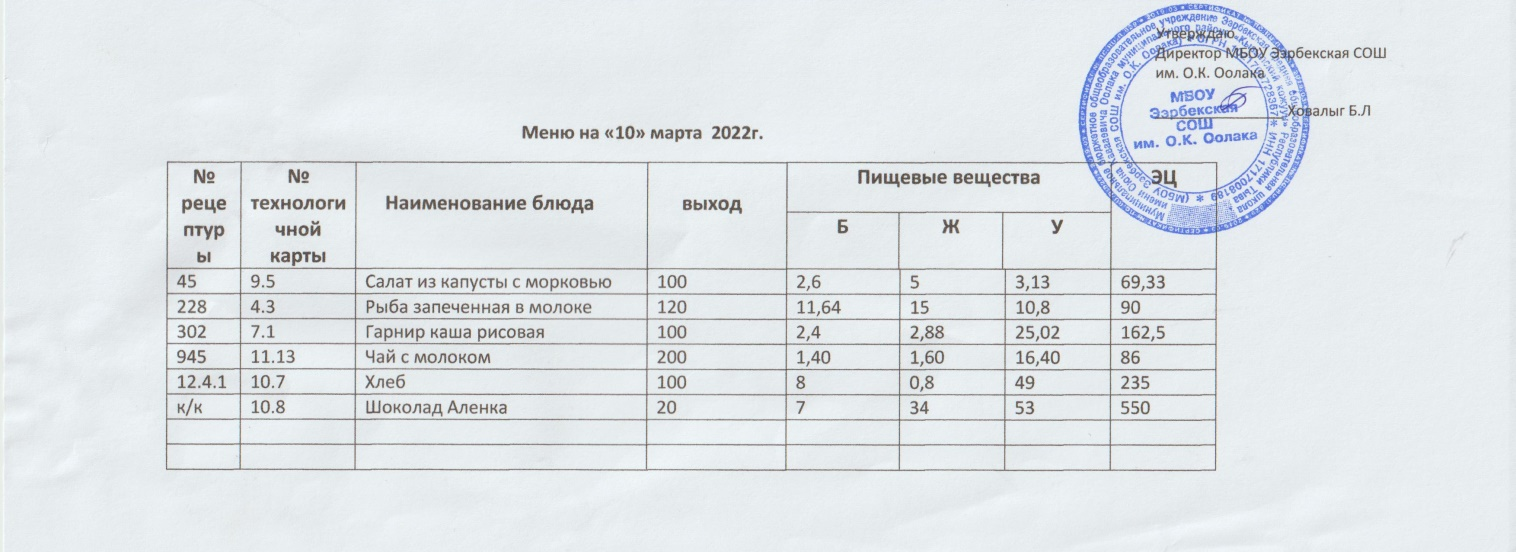 Утверждаю
Директор МБОУ Ээрбекская СОШ
им. О.К. Оолака
Ховалыг Б.Л
МБОУ
Ээрбекская
СОШ
им. О.К. Оолака
Меню на «10» марта 2022г.
№ рецептуры № технологичной карты Наименование блюда выход Пищевые вещества ЭЦ
Б Ж У
45 9.5 Салат из капусты с морковью 100 2,6 5 3,13 69,33
228 4.3 Рыба запеченная в молоке 120 11,64 15 10,8 90
302 7.1 Гарнир каша рисовая 100 2,4 2,88 25,02 162,5
945 11.13 Чай с молоком 200 1,40 1,60 16,40 86
12.4.1 10.7 Хлеб 100 8 0,8 49 235
к/к 10.8 Шоколад Аленка 20 7 34 53 550